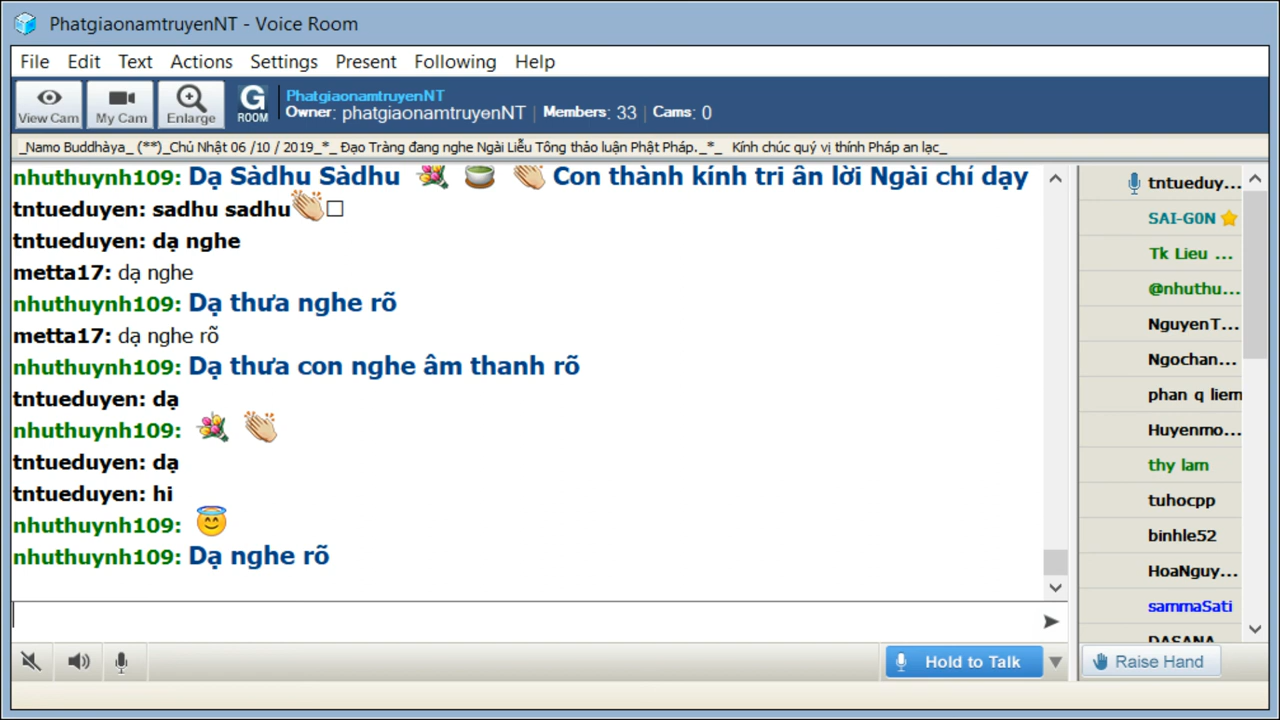 PhatgiaonamtruyenNT - Voice Room
File Edit Text Actions Settings Present Following Help
View Cam My Cam Enlarge G ROOM
PhatgiaonamtruyenNT
Owner: phatgiaonamtruyenNT | Members: 33 | Cams: 0
_Namo Buddhàya_ (**)_Chủ Nhật 06 /10 / 2019_*_ Đạo Tràng đang nghe Ngài Liễu Tông thảo luận Phật Pháp._*_ Kính chúc quý vị thính Pháp an lạc_
nhuthuynh109: Dạ Sàdhu Sàdhu 💐 🍵 👏 Con thành kính tri ân lời Ngài chí dạy
tntueduyen: sadhu sadhu👏□
tntueduyen: dạ nghe
metta17: dạ nghe
nhuthuynh109: Dạ thưa nghe rõ
metta17: dạ nghe rõ
nhuthuynh109: Dạ thưa con nghe âm thanh rõ
tntueduyen: dạ
nhuthuynh109: 💐 👏
tntueduyen: dạ
tntueduyen: hi
nhuthuynh109: 😇
nhuthuynh109: Dạ nghe rõ
tntueduy...
SAI-G0N
Tk Lieu ...
@nhuthu...
NguyenT...
Ngochan...
phan q liem
Huyenmo...
thy lam
tuhocpp
binhle52
HoaNguy...
sammaSati
DASANA
Hold to Talk
Raise Hand